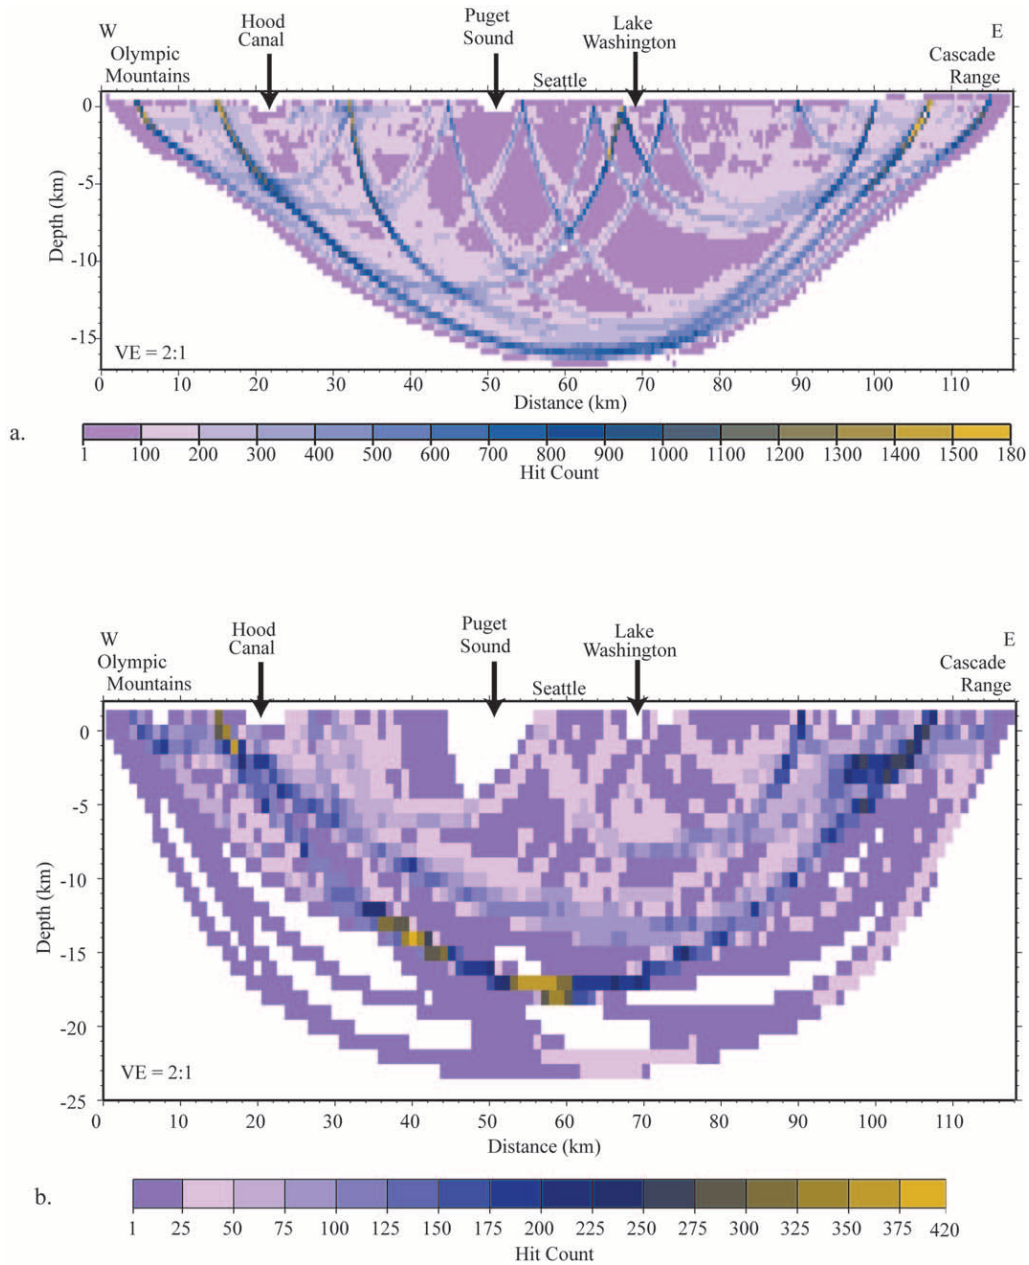 W
Olympic
Mountains
Hood
Canal
Puget
Sound
Seattle
Lake
Washington
E
Cascade
Range
0
-5
-10
-15
Depth (km)
VE = 2:1
0 10 20 30 40 50 60 70 80 90 100 110
Distance (km)
a.
1 100 200 300 400 500 600 700 800 900 1000 1100 1200 1300 1400 1500 180
Hit Count
W
Olympic
Mountains
Hood
Canal
Puget
Sound
Seattle
Lake
Washington
E
Cascade
Range
0
-5
-10
-15
-20
-25
Depth (km)
VE = 2:1
0 10 20 30 40 50 60 70 80 90 100 110
Distance (km)
b.
1 25 50 75 100 125 150 175 200 225 250 275 300 325 350 375 420
Hit Count